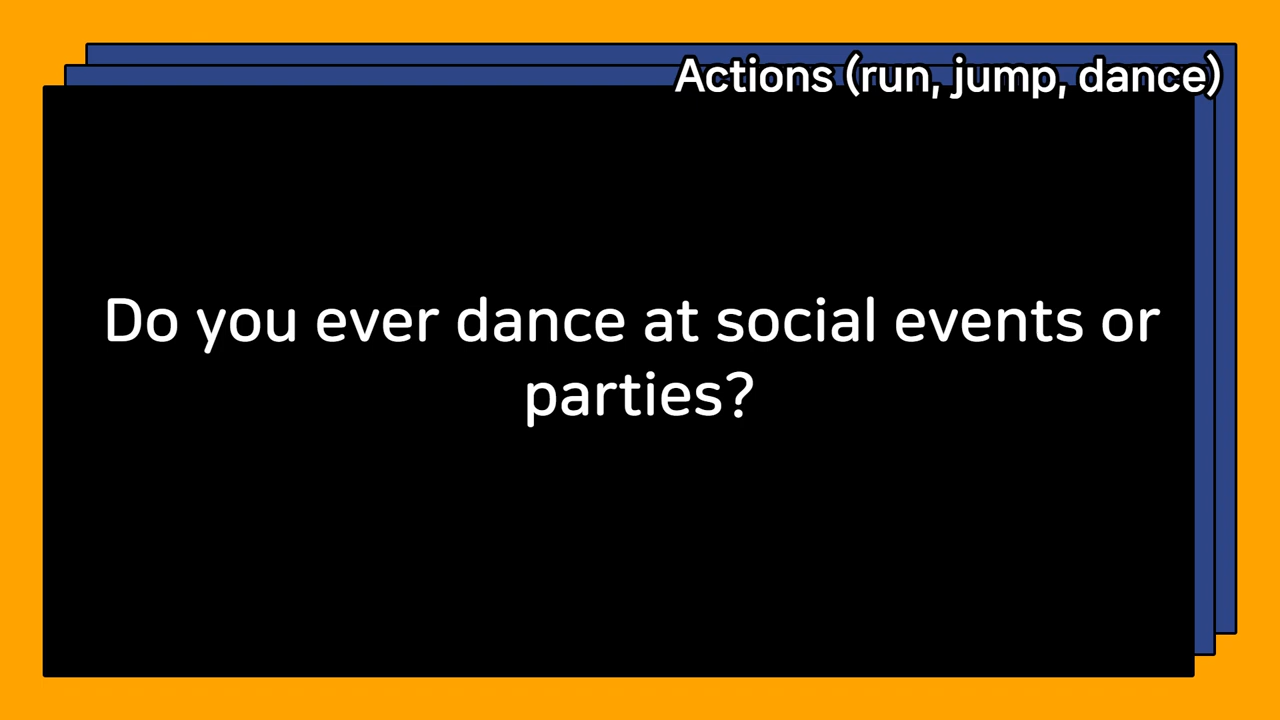 Actions (run, jump, dance)
Do you ever dance at social events or
parties?